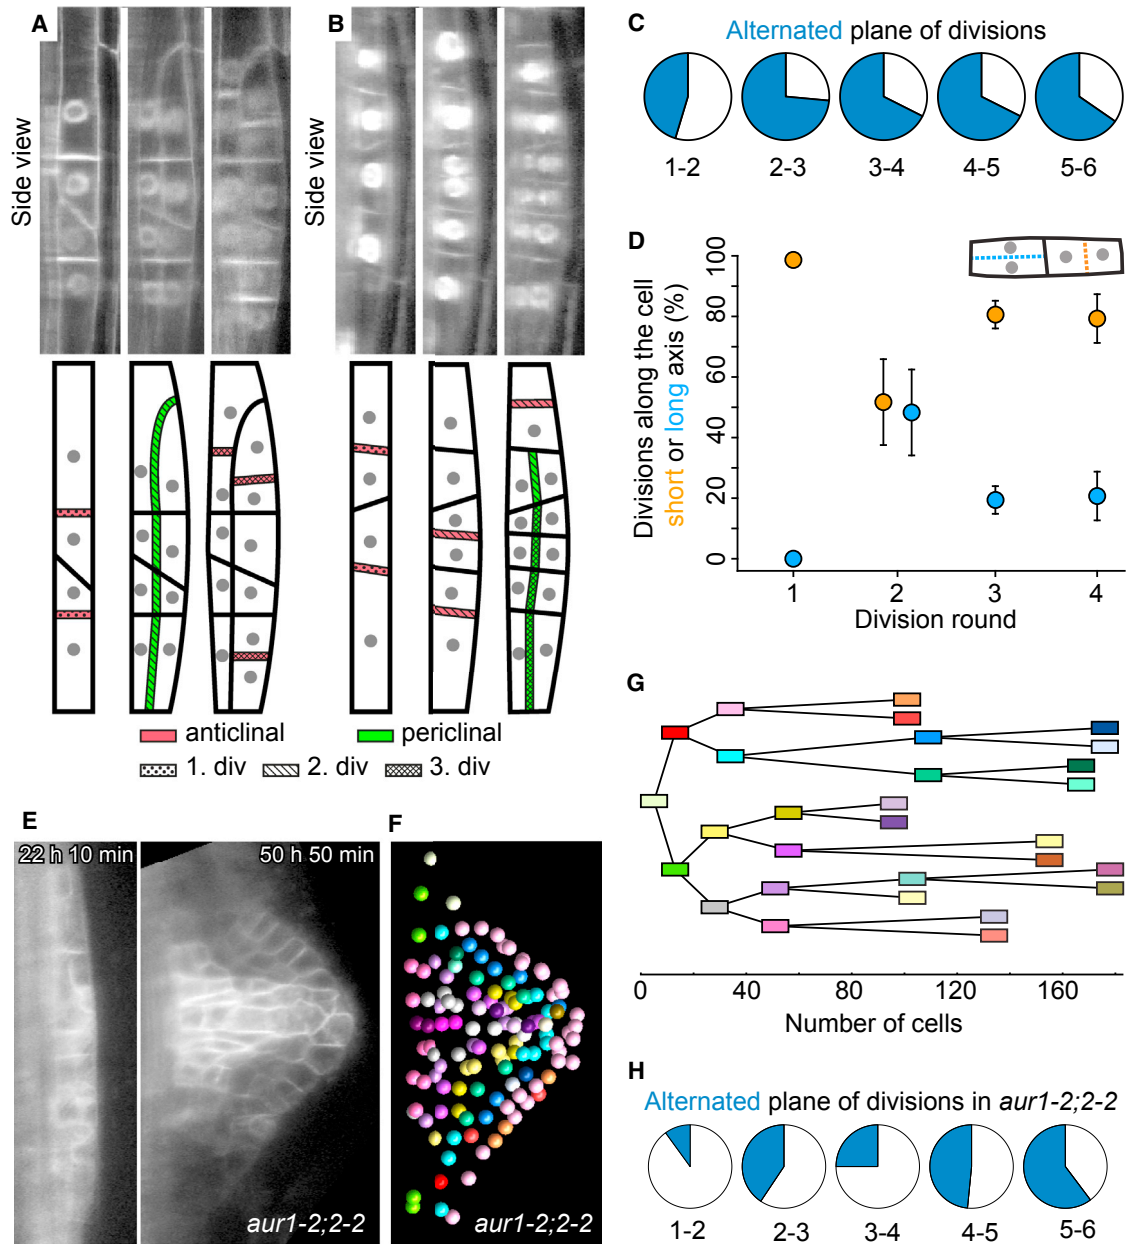 A
B
Side view
Side view
anticlinal
periclinal
1. div
2. div
3. div
C
Alternated plane of divisions
1-2
2-3
3-4
4-5
5-6
D
Divisions along the cell
short or long axis (%)
100
80
60
40
20
0
1
2
3
4
Division round
E
22 h 10 min
50 h 50 min
aur1-2;2-2
F
aur1-2;2-2
G
0
40
80
120
160
Number of cells
H
Alternated plane of divisions in aur1-2;2-2
1-2
2-3
3-4
4-5
5-6